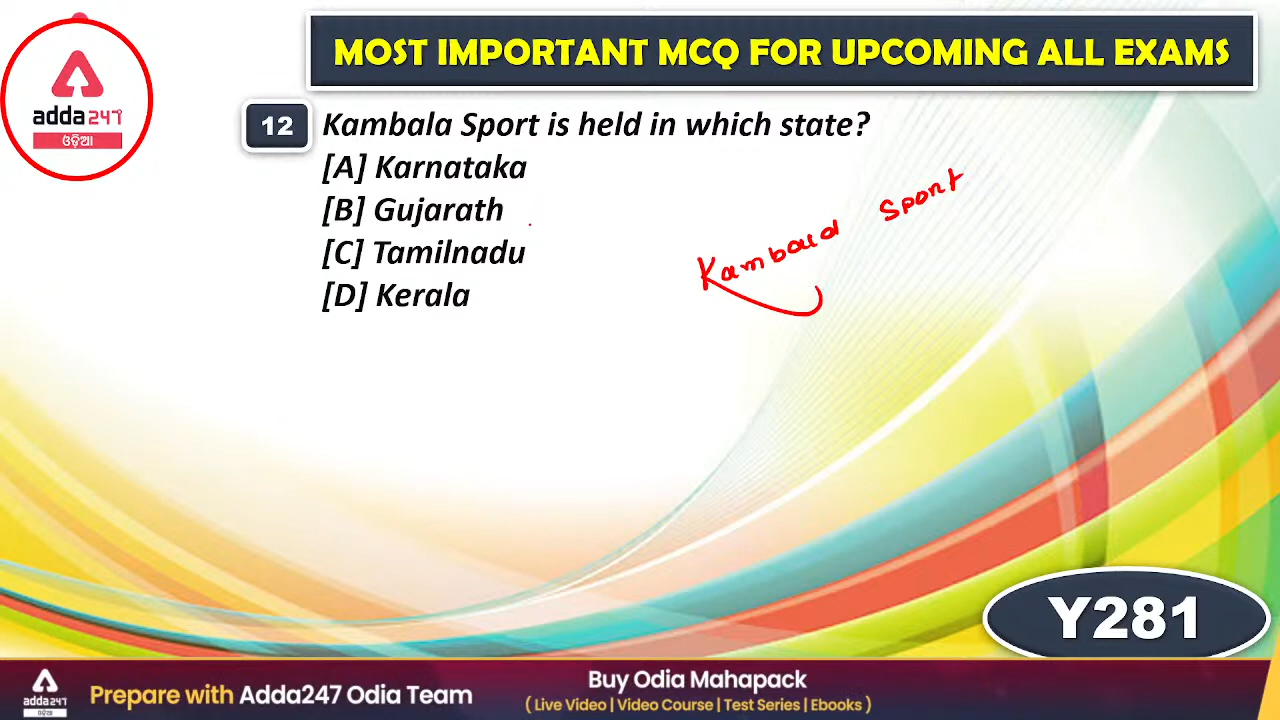 MOST IMPORTANT MCQ FOR UPCOMING ALL EXAMS
adda247
ଓଡ଼ିଆ
12 Kambala Sport is held in which state?
[A] Karnataka
[B] Gujarath
[C] Tamilnadu
[D] Kerala
Sport
Y281
adda247
ଓଡ଼ିଆ
Prepare with Adda247 Odia Team
Buy Odia Mahapack
( Live Video | Video Course | Test Series | Ebooks )